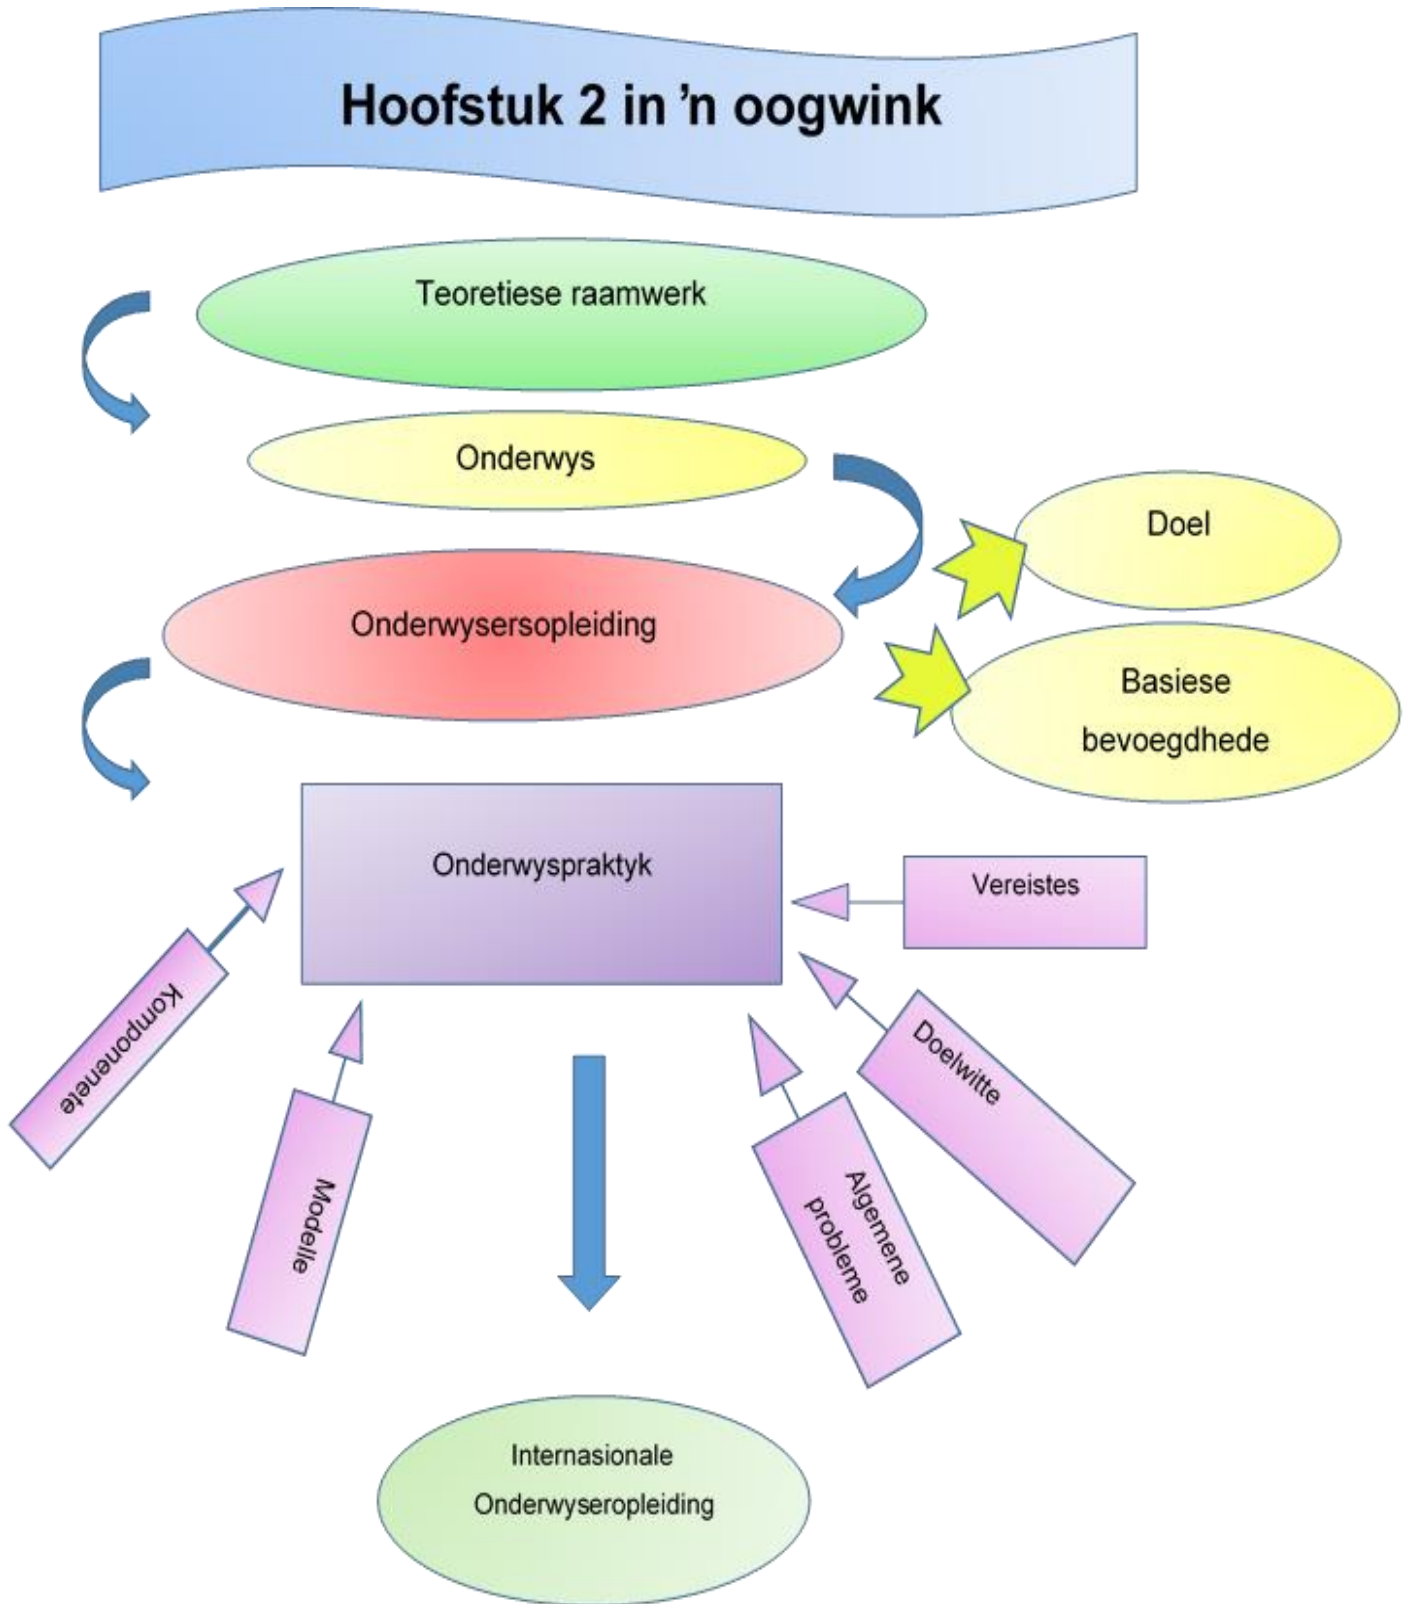 Hoofstuk 2 in ’n oogwink
Teoretiese raamwerk
Onderwys
Doel
Onderwysersopleiding
Basiese
bevoegdhede
Onderwyspraktyk
Vereistes
Komponenete
Modelle
Algemene
probleme
Doelwitte
Internasionale
Onderwyseropleiding